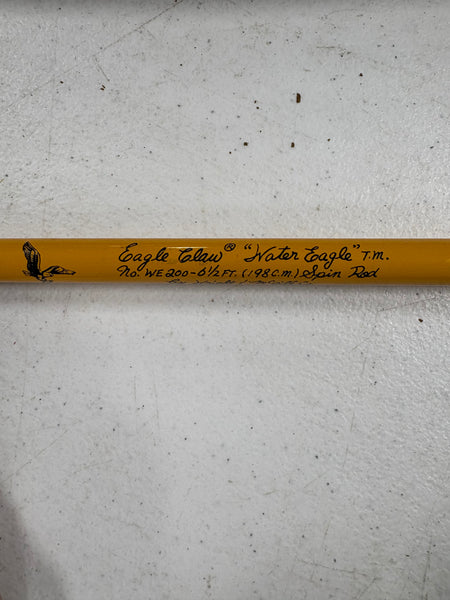 Eagle Claw® "Water Eagle" T.M.
No. WE 200-6½ FT. (198 C.m.) Spin Rod